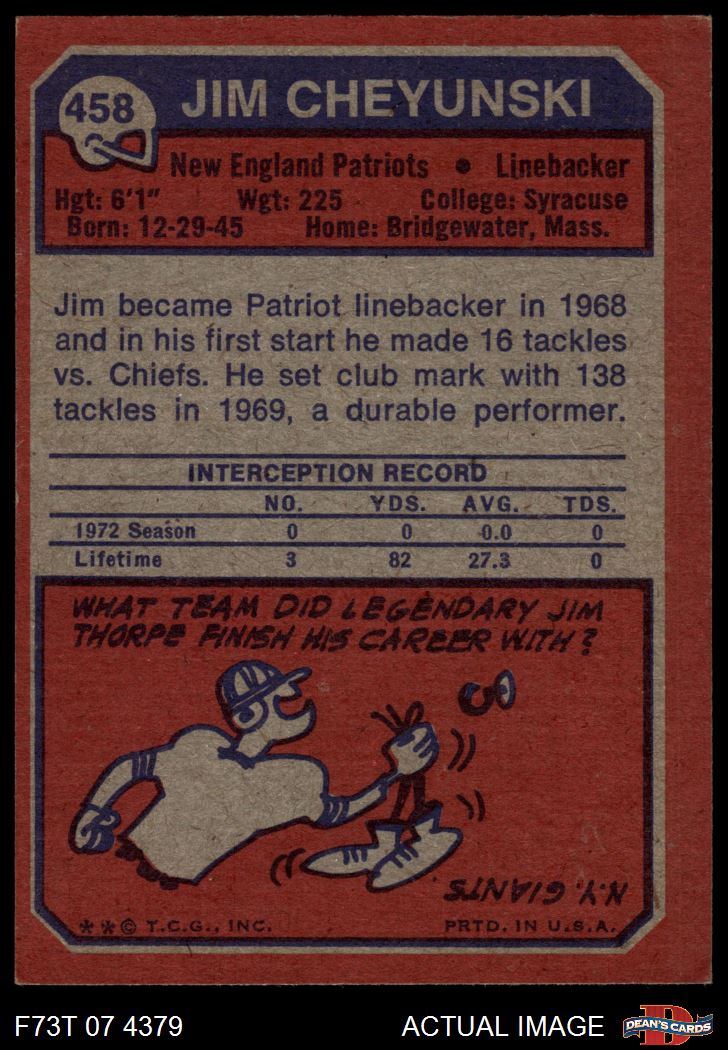 458
JIM CHEYUNSKI
New England Patriots • Linebacker
Hgt: 6'1" Wgt: 225 College: Syracuse
Born: 12-29-45 Home: Bridgewater, Mass.
Jim became Patriot linebacker in 1968
and in his first start he made 16 tackles
vs. Chiefs. He set club mark with 138
tackles in 1969, a durable performer.
INTERCEPTION RECORD
NO. YDS. AVG. TDS.
1972 Season 0 0 0.0 0
Lifetime 3 82 27.3 0
WHAT TEAM DID LEGENDARY JIM
THORPE FINISH HIS CAREER WITH?
N.Y. GIANTS
** © T.C.G., INC. PRTD. IN U.S.A.
F73T 07 4379 ACTUAL IMAGE
D
DEAN'S CARDS